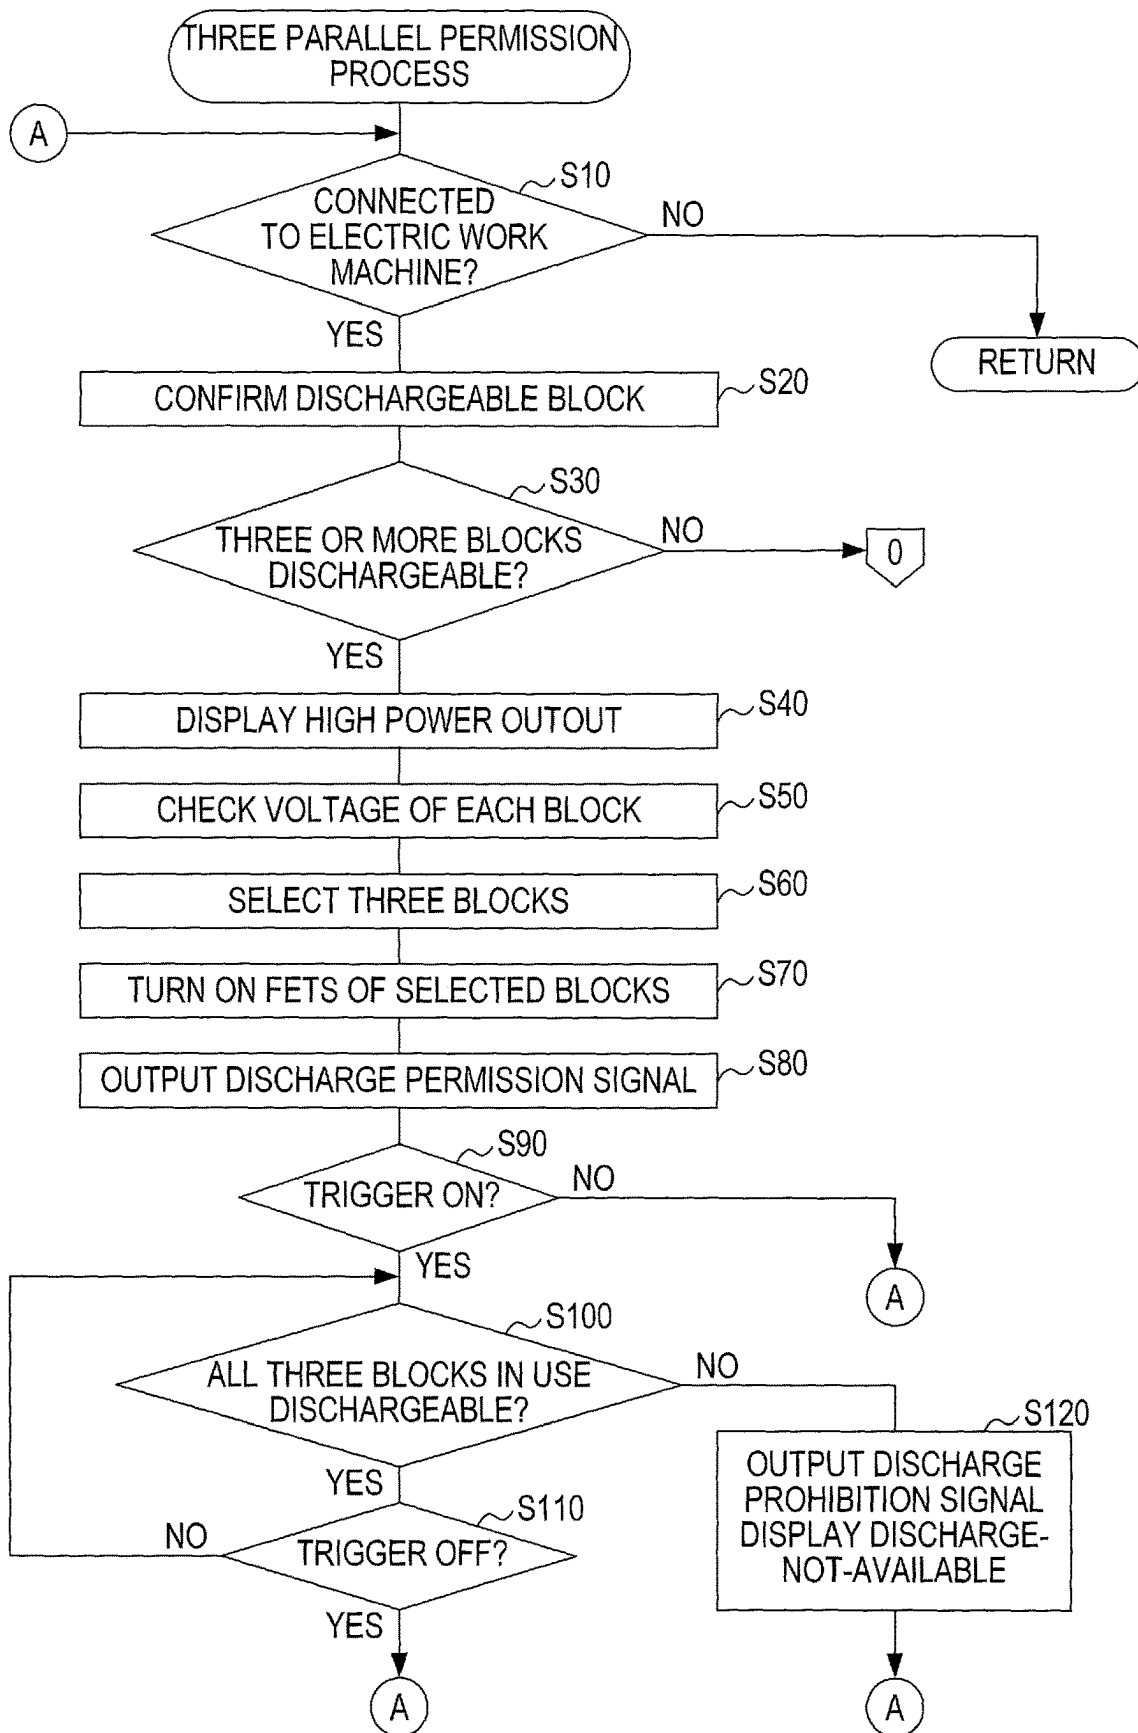 THREE PARALLEL PERMISSION
PROCESS
A
S10
CONNECTED
TO ELECTRIC WORK
MACHINE?
NO
YES
RETURN
CONFIRM DISCHARGEABLE BLOCK
S20
S30
THREE OR MORE BLOCKS
DISCHARGEABLE?
NO
0
YES
DISPLAY HIGH POWER OUTOUT
S40
CHECK VOLTAGE OF EACH BLOCK
S50
SELECT THREE BLOCKS
S60
TURN ON FETS OF SELECTED BLOCKS
S70
OUTPUT DISCHARGE PERMISSION SIGNAL
S80
S90
TRIGGER ON?
NO
YES
A
S100
ALL THREE BLOCKS IN USE
DISCHARGEABLE?
NO
YES
S120
OUTPUT DISCHARGE
PROHIBITION SIGNAL
DISPLAY DISCHARGE-
NOT-AVAILABLE
S110
TRIGGER OFF?
NO
YES
A
A